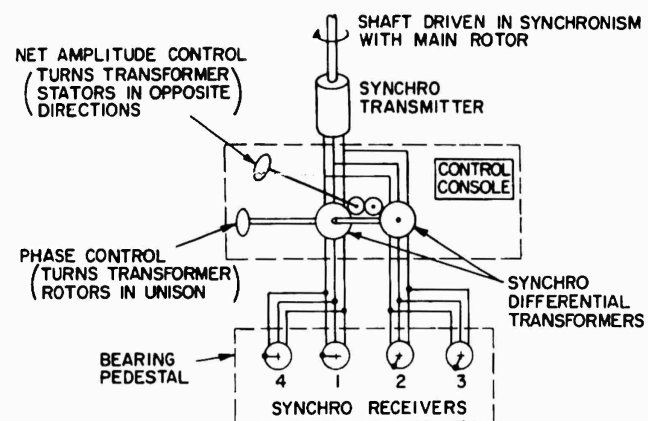 SHAFT DRIVEN IN SYNCHRONISM
WITH MAIN ROTOR
NET AMPLITUDE CONTROL
(TURNS TRANSFORMER
STATORS IN OPPOSITE
DIRECTIONS)
SYNCHRO
TRANSMITTER
CONTROL
CONSOLE
PHASE CONTROL
(TURNS TRANSFORMER
ROTORS IN UNISON)
SYNCHRO
DIFFERENTIAL
TRANSFORMERS
BEARING
PEDESTAL
4 1 2 3
SYNCHRO RECEIVERS